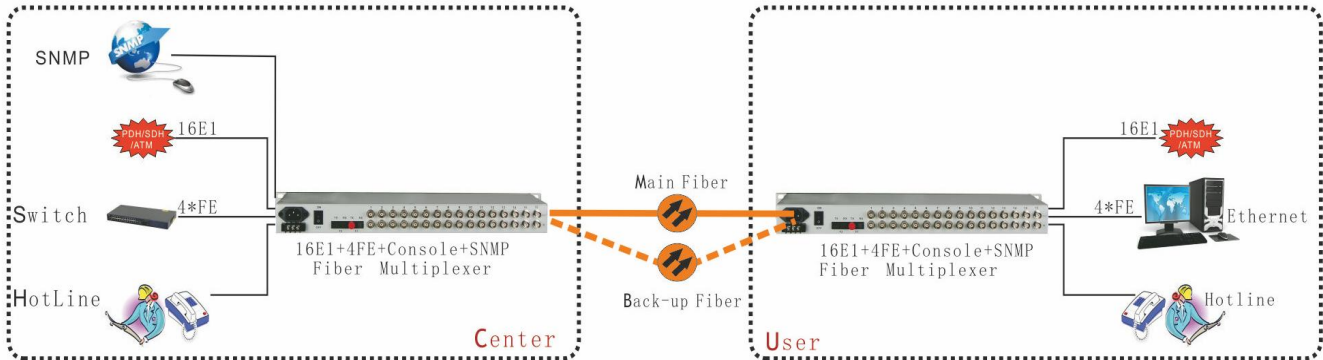 SNMP
SNMP
PDH/SDH
/ATM
16E1
Switch
4*FE
HotLine
16E1+4FE+Console+SNMP
Fiber Multiplexer
Center
Main Fiber
Back-up Fiber
16E1+4FE+Console+SNMP
Fiber Multiplexer
User
16E1
PDH/SDH
/ATM
4*FE
Ethernet
Hotline